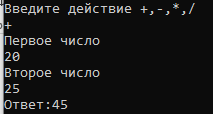 Введите действие +,-,*,/
+
Первое число
20
Второе число
25
Ответ:45